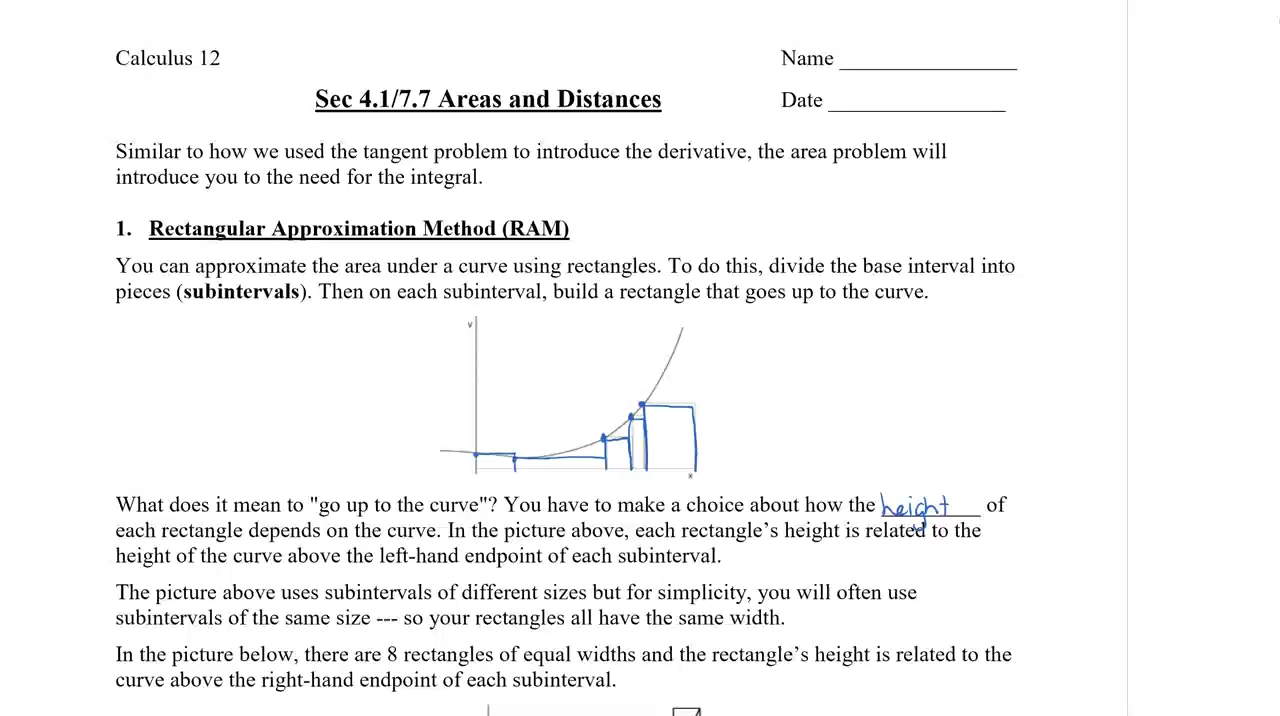 Calculus 12
Name ________________
Sec 4.1/7.7 Areas and Distances
Date ________________
Similar to how we used the tangent problem to introduce the derivative, the area problem will
introduce you to the need for the integral.
1. Rectangular Approximation Method (RAM)
You can approximate the area under a curve using rectangles. To do this, divide the base interval into
pieces (subintervals). Then on each subinterval, build a rectangle that goes up to the curve.
y
x
What does it mean to "go up to the curve"? You have to make a choice about how the height of
each rectangle depends on the curve. In the picture above, each rectangle's height is related to the
height of the curve above the left-hand endpoint of each subinterval.
The picture above uses subintervals of different sizes but for simplicity, you will often use
subintervals of the same size --- so your rectangles all have the same width.
In the picture below, there are 8 rectangles of equal widths and the rectangle's height is related to the
curve above the right-hand endpoint of each subinterval.